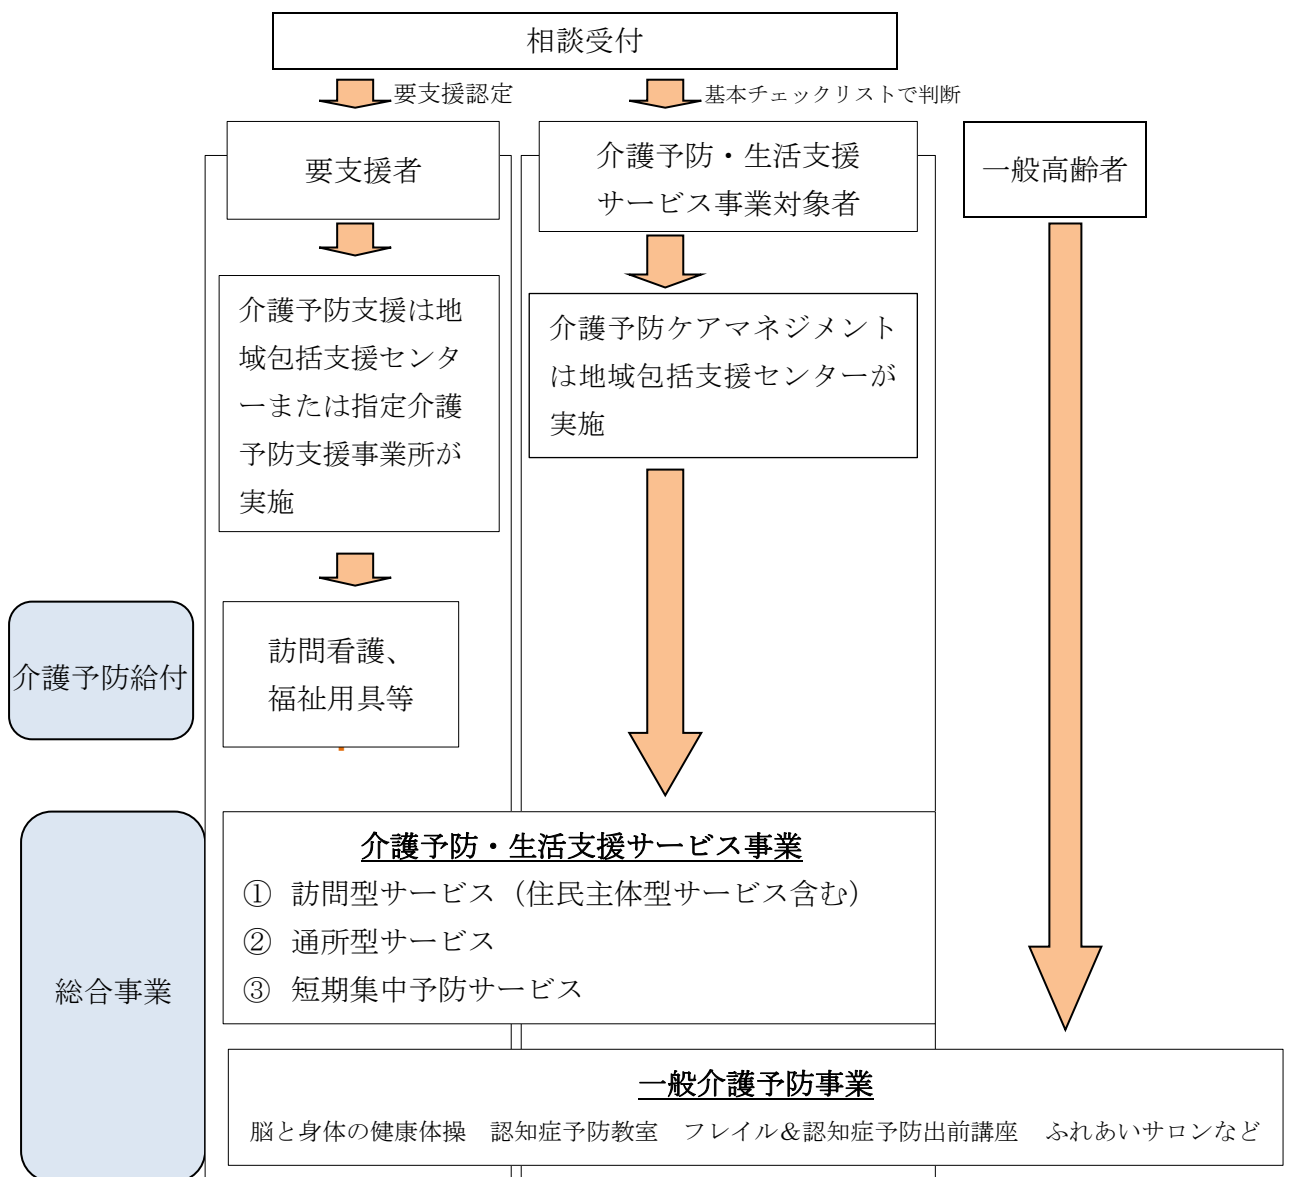 相談受付
要支援認定
基本チェックリストで判断
要支援者
介護予防・生活支援
サービス事業対象者
一般高齢者
介護予防支援は地
域包括支援センタ
ーまたは指定介護
予防支援事業所が
実施
介護予防ケアマネジメント
は地域包括支援センターが
実施
介護予防給付
訪問看護、
福祉用具等
総合事業
介護予防・生活支援サービス事業
① 訪問型サービス（住民主体型サービス含む）
② 通所型サービス
③ 短期集中予防サービス
一般介護予防事業
脳と身体の健康体操　認知症予防教室　フレイル＆認知症予防出前講座　ふれあいサロンなど